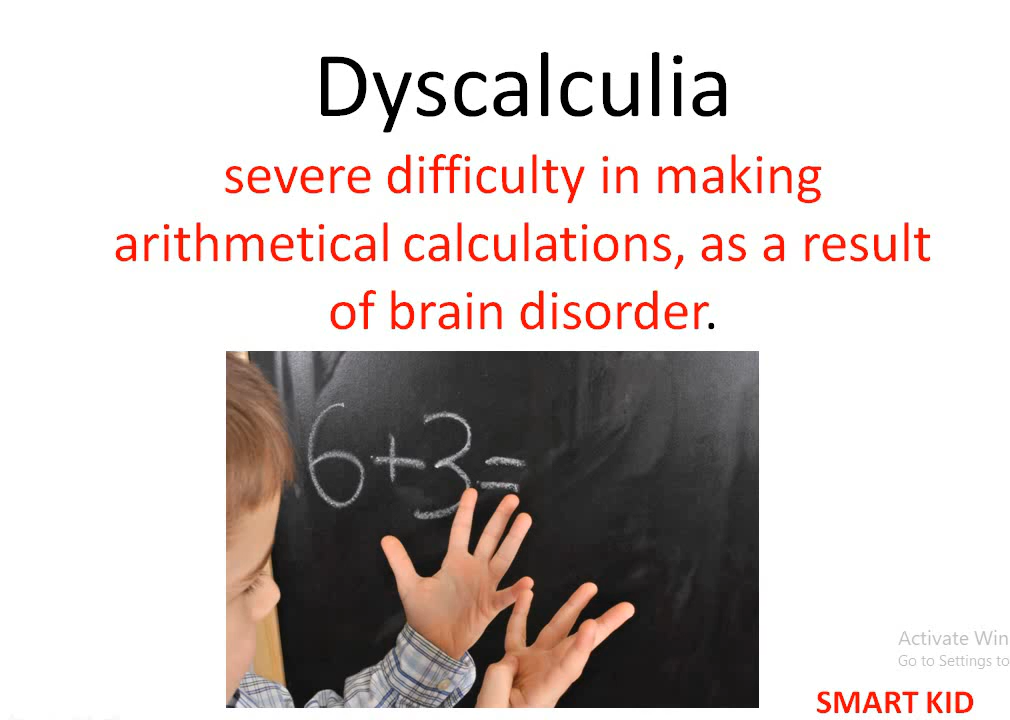 Dyscalculia
severe difficulty in making
arithmetical calculations, as a result
of brain disorder.
6+3=
Activate Win
Go to Settings to
SMART KID